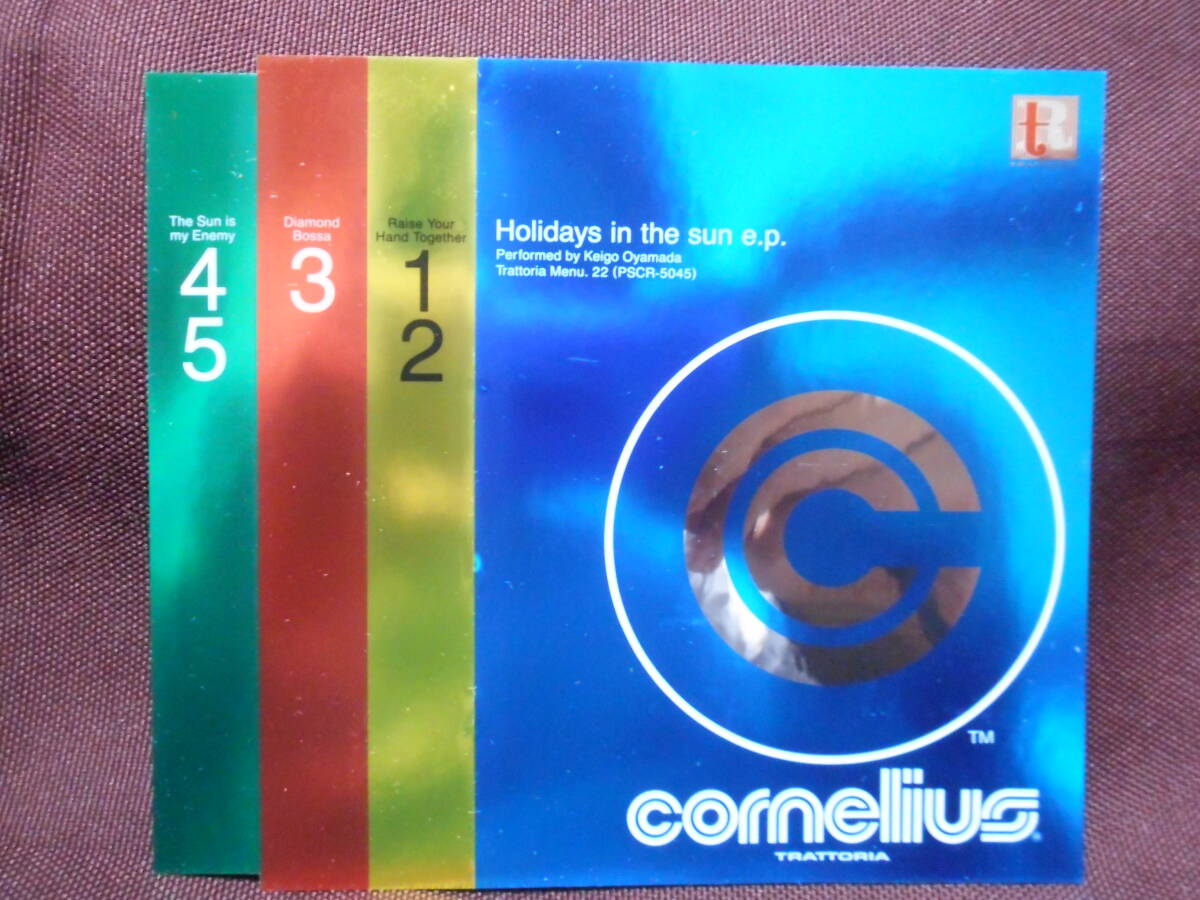 The Sun is
my Enemy
4
5
Diamond
Bossa
3
Raise Your
Hand Together
1
2
Holidays in the sun e.p.
Performed by Keigo Oyamada
Trattoria Menu. 22 (PSCR-5045)
tR
C
TM
cornelius
TRATTORIA